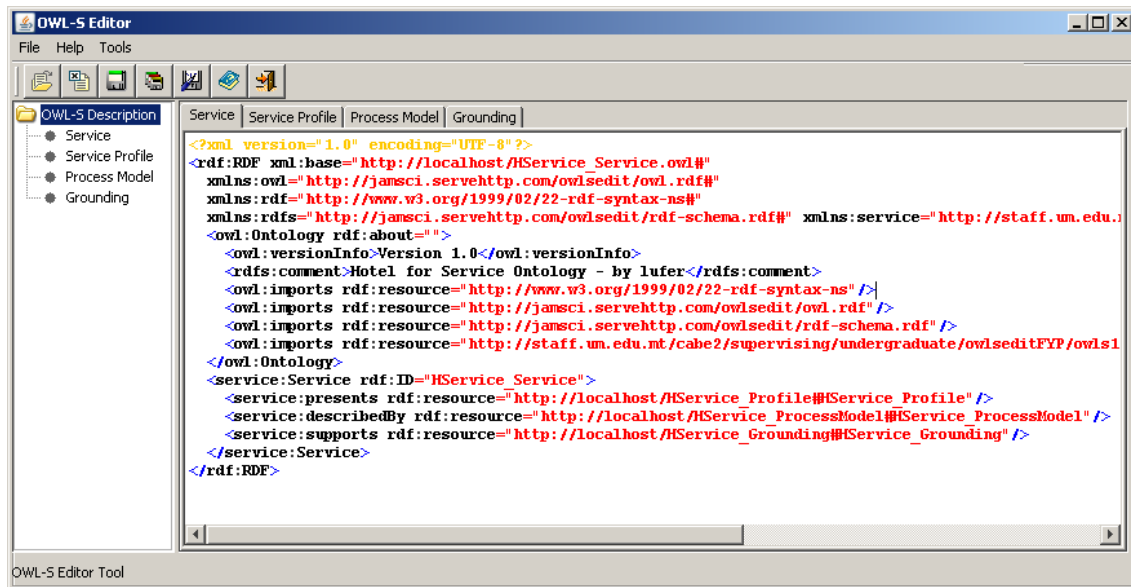 OWL-S Editor
File Help Tools
OWL-S Description
Service
Service Profile
Process Model
Grounding
Service Service Profile Process Model Grounding
<?xml version="1.0" encoding="UTF-8"?>
<rdf:RDF xml:base="http://localhost/HService_Service.owl#"
xmlns:owl="http://jamsci.servehttp.com/owlsedit/owl.rdf#"
xmlns:rdf="http://www.w3.org/1999/02/22-rdf-syntax-ns#"
xmlns:rdfs="http://jamsci.servehttp.com/owlsedit/rdf-schema.rdf#" xmlns:service="http://staff.um.edu.
<owl:Ontology rdf:about="">
<owl:versionInfo>Version 1.0</owl:versionInfo>
<rdfs:comment>Hotel for Service Ontology - by lufer</rdfs:comment>
<owl:imports rdf:resource="http://www.w3.org/1999/02/22-rdf-syntax-ns"/>
<owl:imports rdf:resource="http://jamsci.servehttp.com/owlsedit/owl.rdf"/>
<owl:imports rdf:resource="http://jamsci.servehttp.com/owlsedit/rdf-schema.rdf"/>
<owl:imports rdf:resource="http://staff.um.edu.mt/cabe2/supervising/undergraduate/owlseditFYP/owls1
</owl:Ontology>
<service:Service rdf:ID="HService_Service">
<service:presents rdf:resource="http://localhost/HService_Profile#HService_Profile"/>
<service:describedBy rdf:resource="http://localhost/HService_ProcessModel#HService_ProcessModel"/>
<service:supports rdf:resource="http://localhost/HService_Grounding#HService_Grounding"/>
</service:Service>
</rdf:RDF>
OWL-S Editor Tool